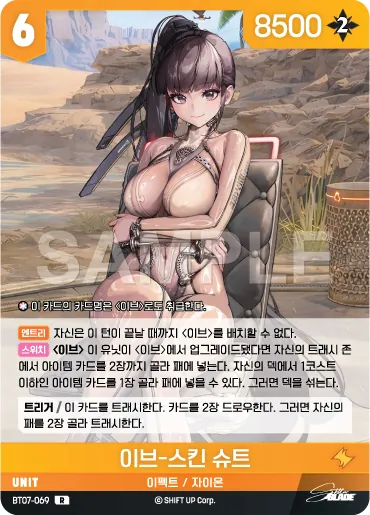 6
8500
2
SAMPLE
이 카드의 카드명은 <이브>로도 취급한다.
엔트리 자신은 이 턴이 끝날 때까지 <이브>를 배치할 수 없다.
스위치 <이브> 이 유닛이 <이브>에서 업그레이드됐다면 자신의 트래시 존
에서 아이템 카드를 2장까지 골라 패에 넣는다. 자신의 덱에서 1코스트
이하인 아이템 카드를 1장 골라 패에 넣을 수 있다. 그러면 덱을 섞는다.
트리거 / 이 카드를 트래시한다. 카드를 2장 드로우한다. 그러면 자신의
패를 2장 골라 트래시한다.
이브-스킨 슈트
UNIT
이펙트 / 자이온
BT07-069 R
ⓒ SHIFT UP Corp.
Stellar BLADE